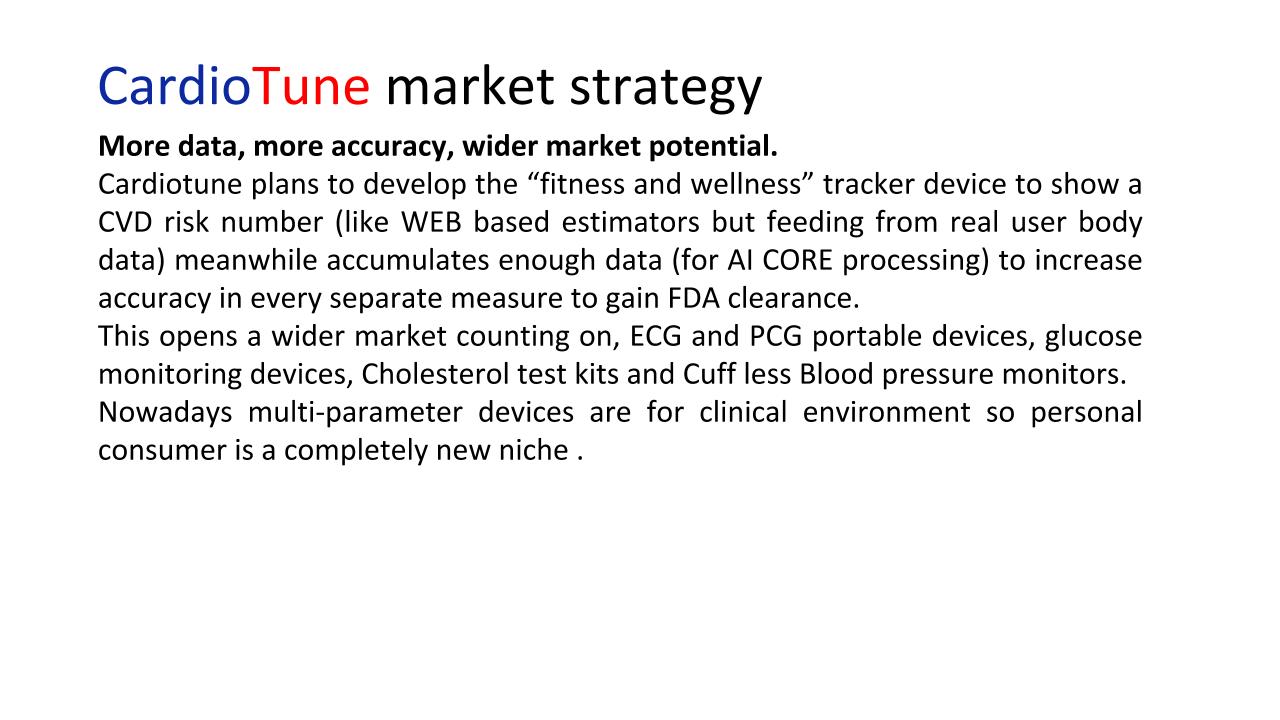 CardioTune market strategy
More data, more accuracy, wider market potential.
Cardiotune plans to develop the “fitness and wellness” tracker device to show a
CVD risk number (like WEB based estimators but feeding from real user body
data) meanwhile accumulates enough data (for AI CORE processing) to increase
accuracy in every separate measure to gain FDA clearance.
This opens a wider market counting on, ECG and PCG portable devices, glucose
monitoring devices, Cholesterol test kits and Cuff less Blood pressure monitors.
Nowadays multi-parameter devices are for clinical environment so personal
consumer is a completely new niche .